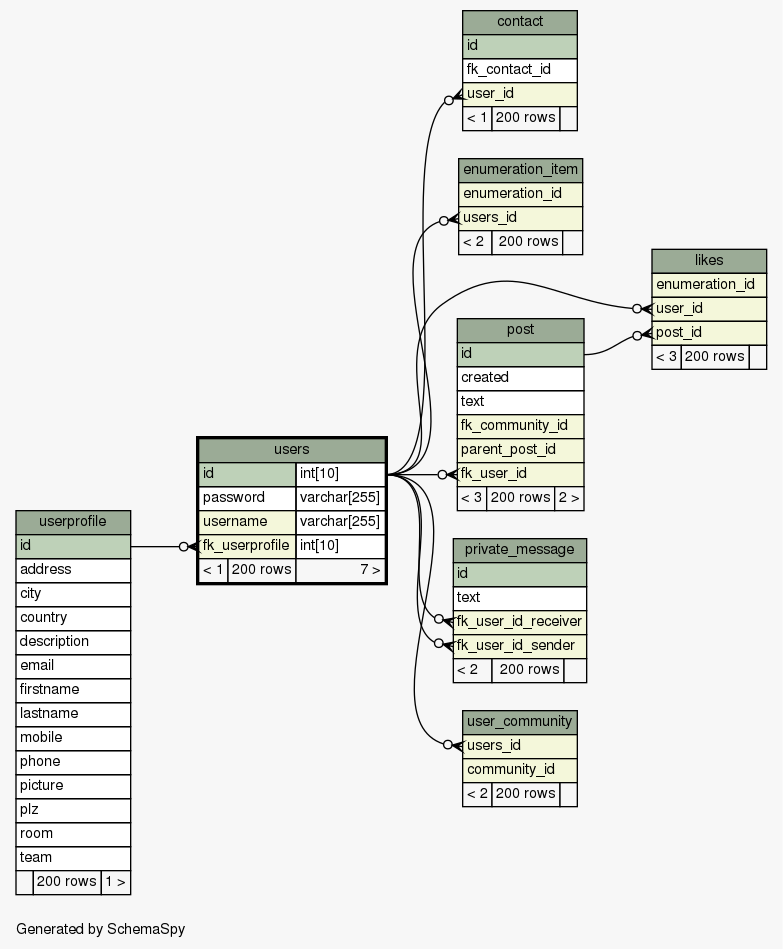 contact
id
fk_contact_id
user_id
< 1 200 rows
enumeration_item
enumeration_id
users_id
< 2 200 rows
likes
enumeration_id
user_id
post_id
< 3 200 rows
post
id
created
text
fk_community_id
parent_post_id
fk_user_id
< 3 200 rows 2 >
users
id int[10]
password varchar[255]
username varchar[255]
fk_userprofile int[10]
< 1 200 rows 7 >
userprofile
id
address
city
country
description
email
firstname
lastname
mobile
phone
picture
plz
room
team
200 rows 1 >
private_message
id
text
fk_user_id_receiver
fk_user_id_sender
< 2 200 rows
user_community
users_id
community_id
< 2 200 rows
Generated by SchemaSpy